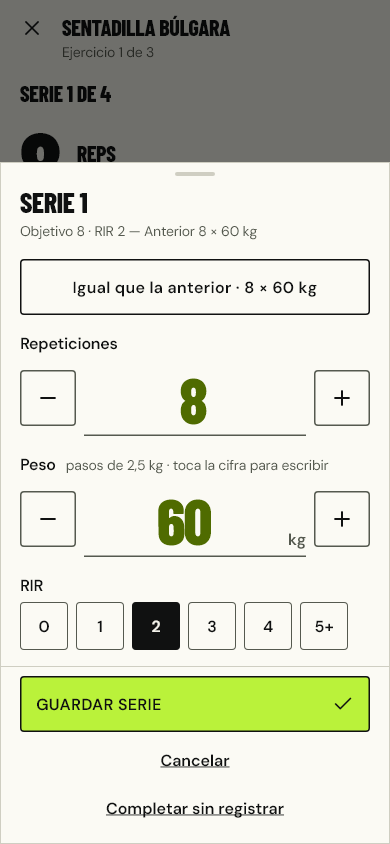 SENTADILLA BÚLGARA
Ejercicio 1 de 3
SERIE 1 DE 4
REPS
SERIE 1
Objetivo 8 · RIR 2 — Anterior 8 × 60 kg
Igual que la anterior · 8 × 60 kg
Repeticiones
− 8 +
Peso pasos de 2,5 kg · toca la cifra para escribir
− 60 kg +
RIR
0 1 2 3 4 5+
GUARDAR SERIE
Cancelar
Completar sin registrar